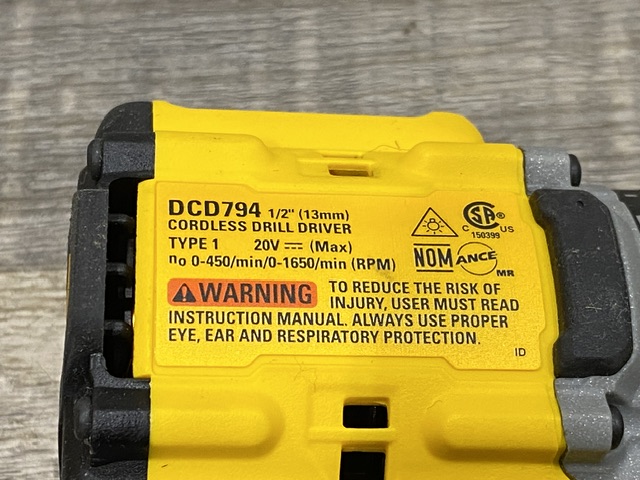 DCD794 1/2" (13mm)
CORDLESS DRILL DRIVER
TYPE 1 20V ⎓ (Max)
no 0-450/min/0-1650/min (RPM)
CSA ®
C US
150399
NOM ANCE
MR
WARNING TO REDUCE THE RISK OF
INJURY, USER MUST READ
INSTRUCTION MANUAL. ALWAYS USE PROPER
EYE, EAR AND RESPIRATORY PROTECTION.
ID